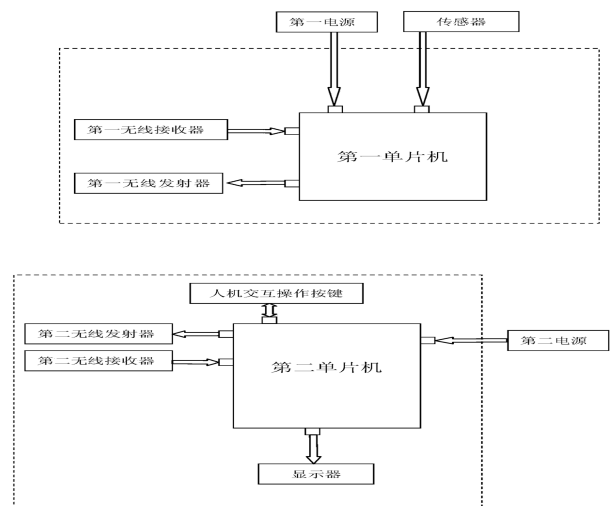 第一电源
传感器
第一无线接收器
第一单片机
第一无线发射器
人机交互操作按键
第二无线发射器
第二电源
第二无线接收器
第二单片机
显示器